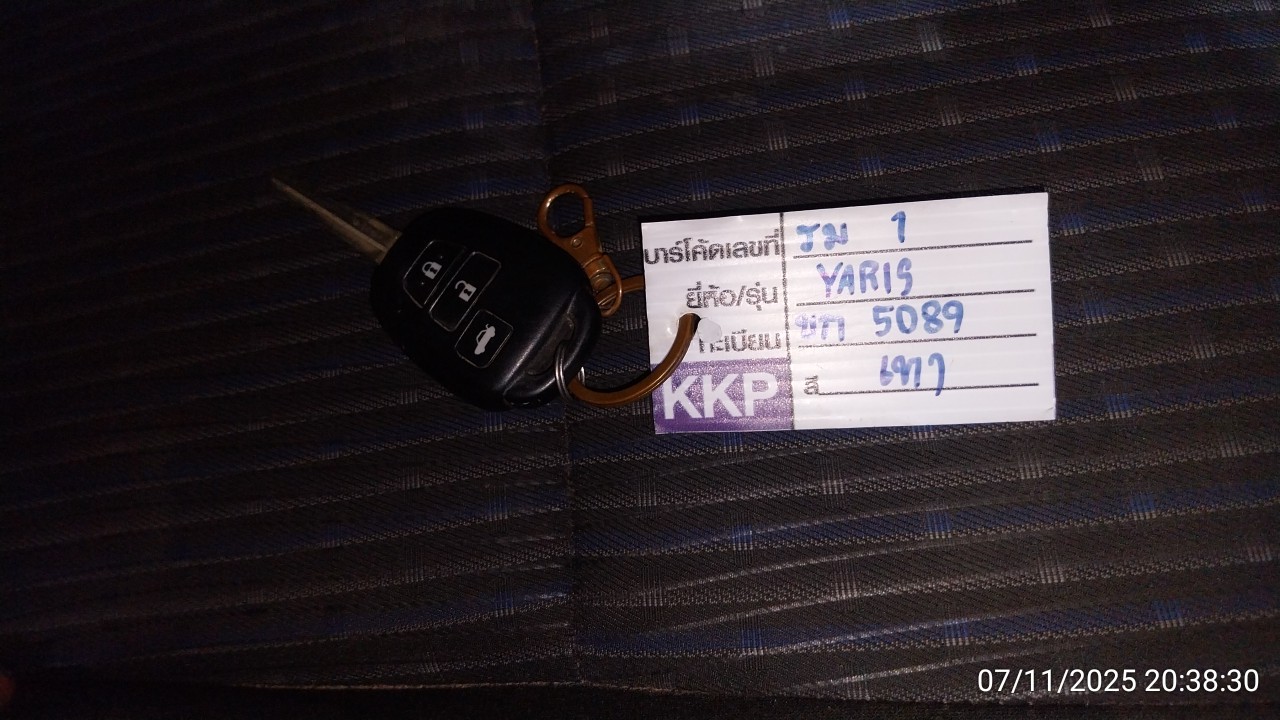 บาร์โค้ดเลขที่ รม 1
ยี่ห้อ/รุ่น YARIS
ทะเบียน ขก 5089
สี เทา
KKP
07/11/2025 20:38:30